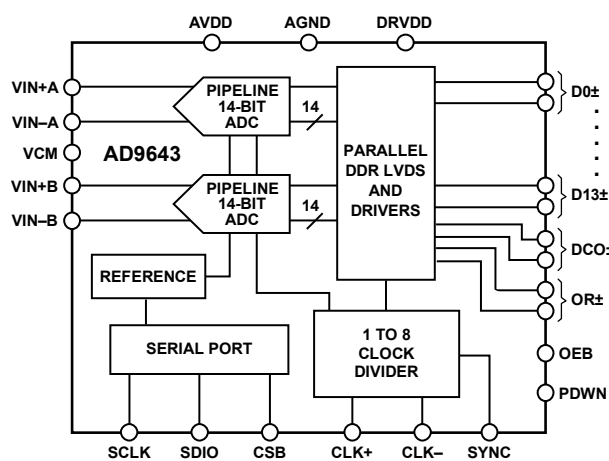 AVDD AGND DRVDD
VIN+A
VIN–A
VCM
VIN+B
VIN–B
AD9643
PIPELINE
14-BIT
ADC
14
PIPELINE
14-BIT
ADC
14
PARALLEL
DDR LVDS
AND
DRIVERS
D0±
D13±
DCO±
OR±
OEB
PDWN
REFERENCE
SERIAL PORT
1 TO 8
CLOCK
DIVIDER
SCLK SDIO CSB CLK+ CLK– SYNC